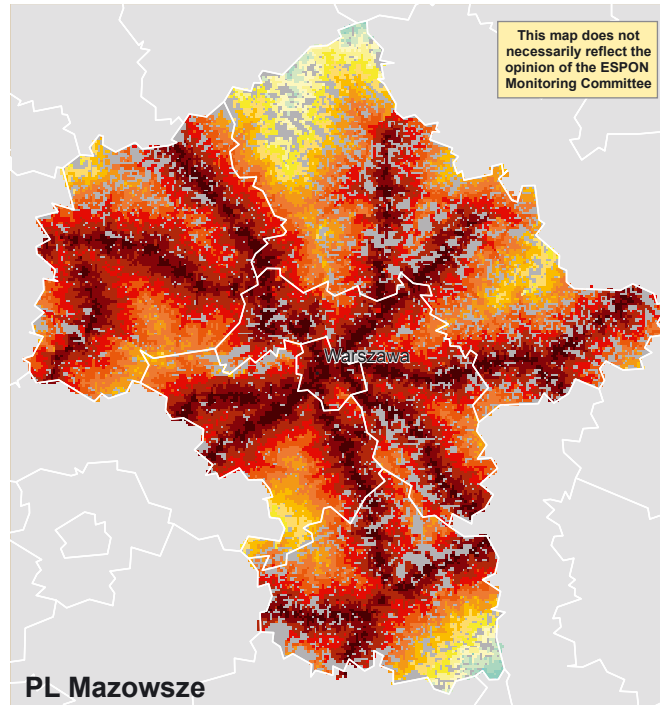 This map does not
necessarily reflect the
opinion of the ESPON
Monitoring Committee
Warszawa
PL Mazowsze